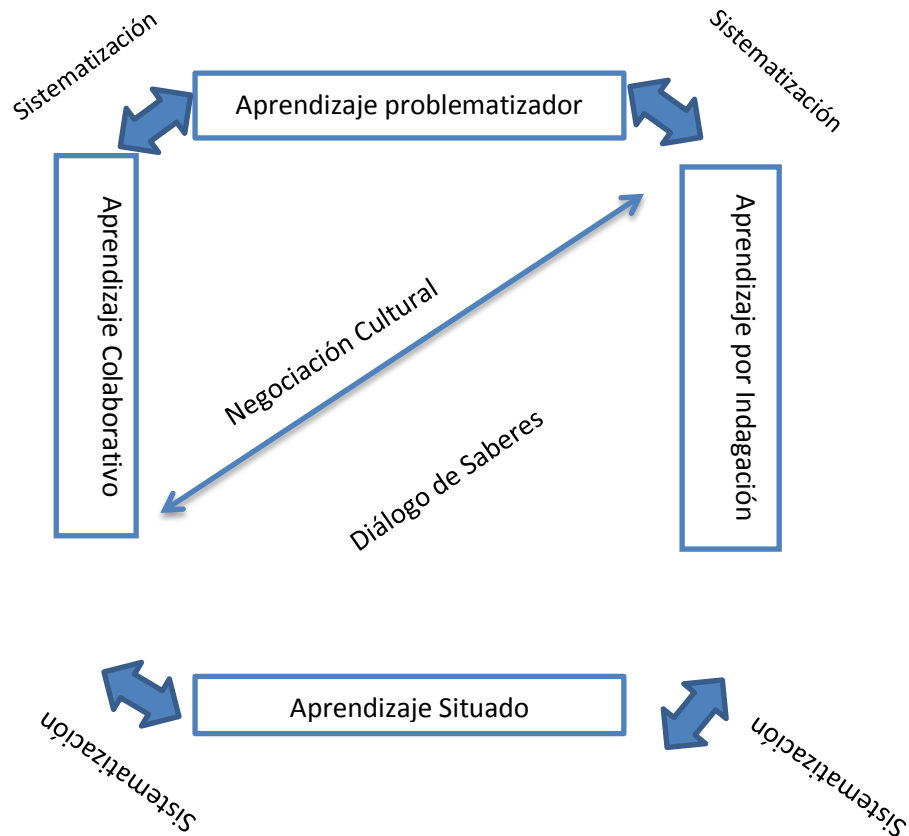 Sistematización
Sistematización
Aprendizaje problematizador
Aprendizaje Colaborativo
Aprendizaje por Indagación
Negociación Cultural
Diálogo de Saberes
Aprendizaje Situado
Sistematización
Sistematización